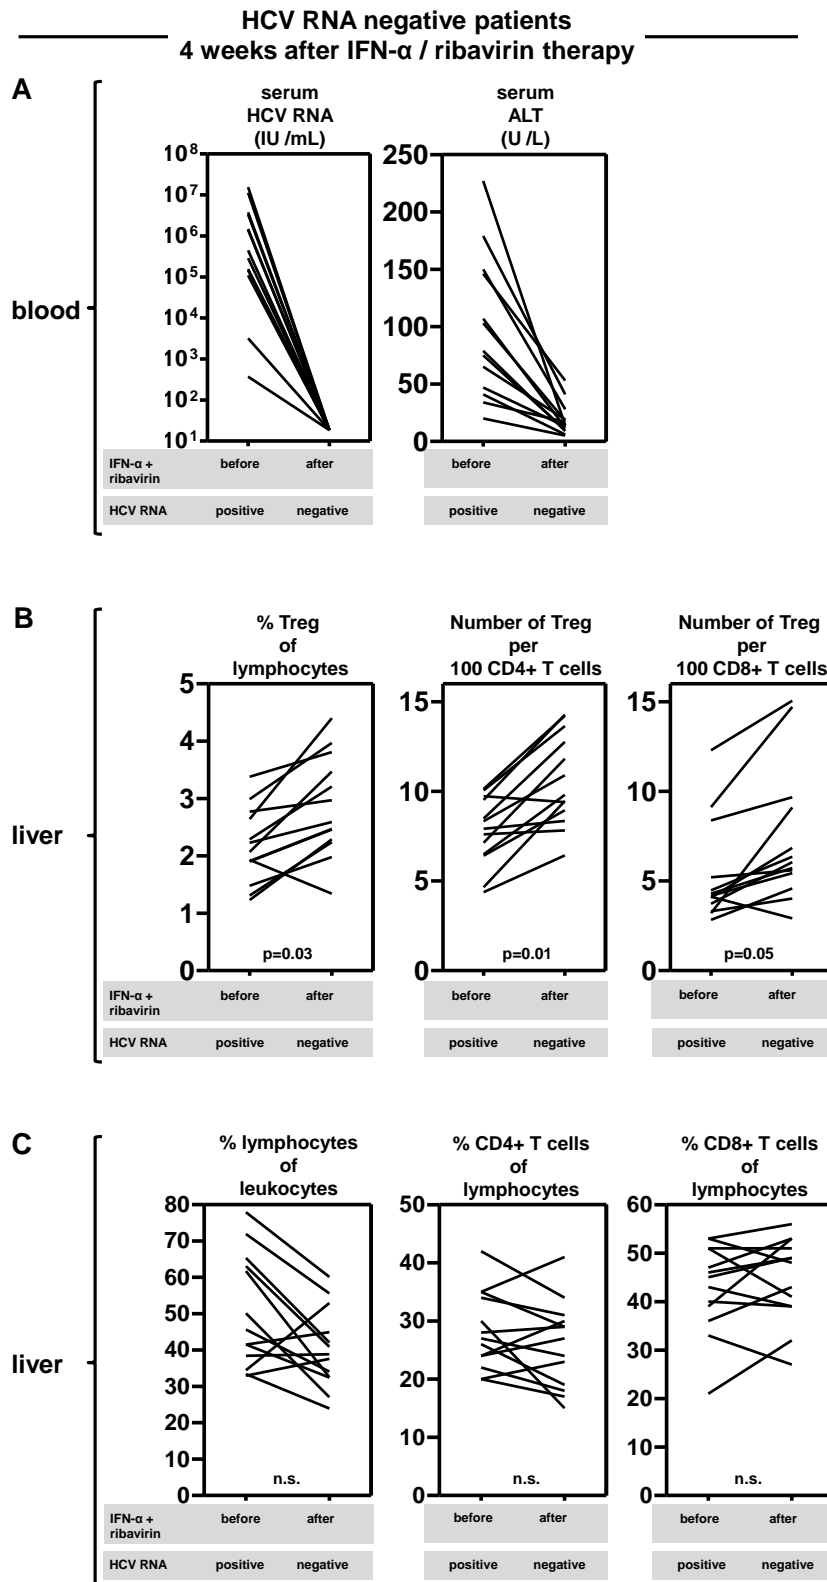 HCV RNA negative patients
4 weeks after IFN-α / ribavirin therapy
A
blood
serum
HCV RNA
(IU /mL)
10⁸
10⁷
10⁶
10⁵
10⁴
10³
10²
10¹
serum
ALT
(U /L)
250
200
150
100
50
0
IFN-α +
ribavirin
before after
before after
HCV RNA positive negative
positive negative
B
liver
% Treg
of
lymphocytes
5
4
3
2
1
0
p=0.03
Number of Treg
per
100 CD4+ T cells
15
10
5
0
p=0.01
Number of Treg
per
100 CD8+ T cells
15
10
5
0
p=0.05
IFN-α +
ribavirin
before after
before after
before after
HCV RNA positive negative
positive negative
positive negative
C
liver
% lymphocytes
of
leukocytes
80
70
60
50
40
30
20
10
0
n.s.
% CD4+ T cells
of
lymphocytes
50
40
30
20
10
0
n.s.
% CD8+ T cells
of
lymphocytes
60
50
40
30
20
10
0
n.s.
IFN-α +
ribavirin
before after
before after
before after
HCV RNA positive negative
positive negative
positive negative